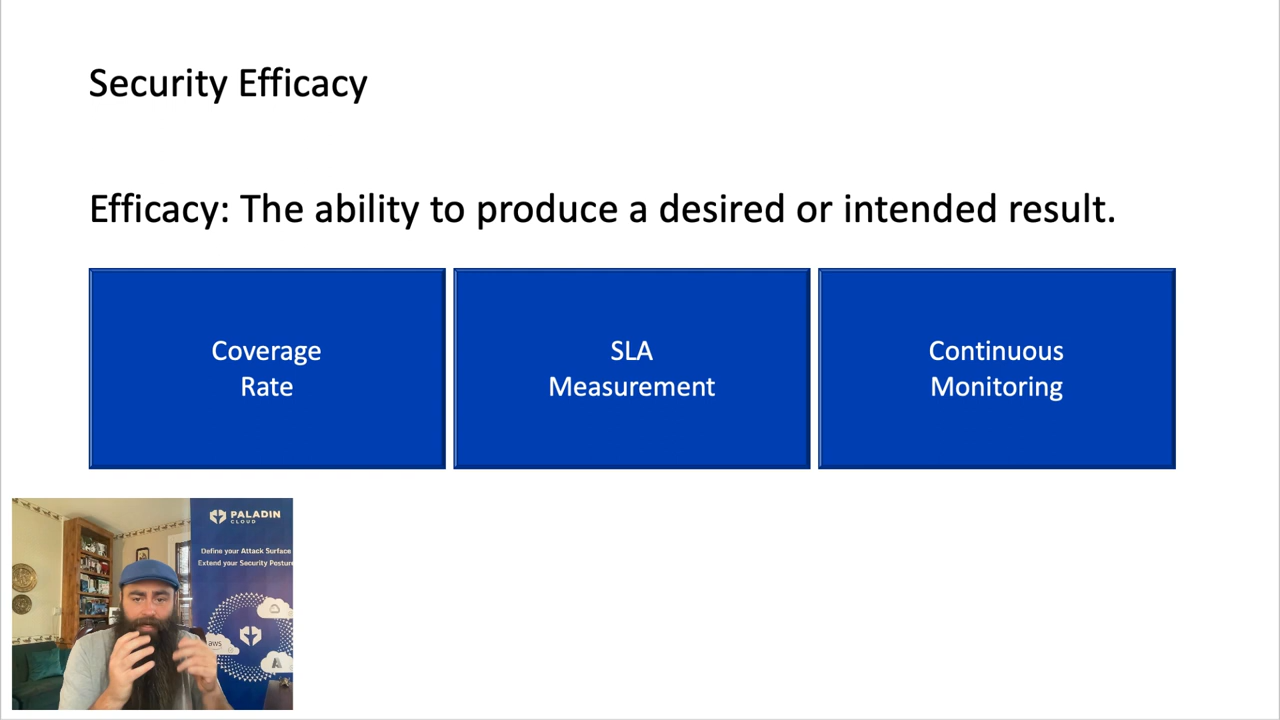 Security Efficacy
Efficacy: The ability to produce a desired or intended result.
Coverage
Rate
SLA
Measurement
Continuous
Monitoring
PALADIN
CLOUD
Define your Attack Surface
Extend your Security Posture
aws